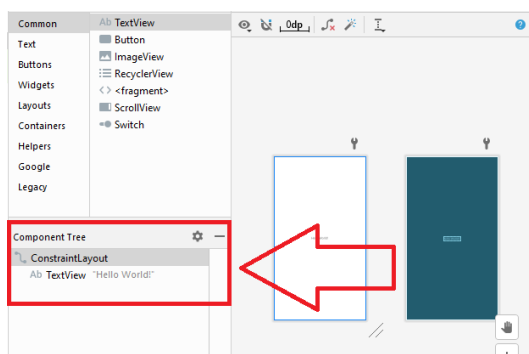 Common
Text
Buttons
Widgets
Layouts
Containers
Helpers
Google
Legacy
Ab TextView
Button
ImageView
RecyclerView
<> <fragment>
ScrollView
Switch
0dp
?
Component Tree
ConstraintLayout
Ab TextView "Hello World!"